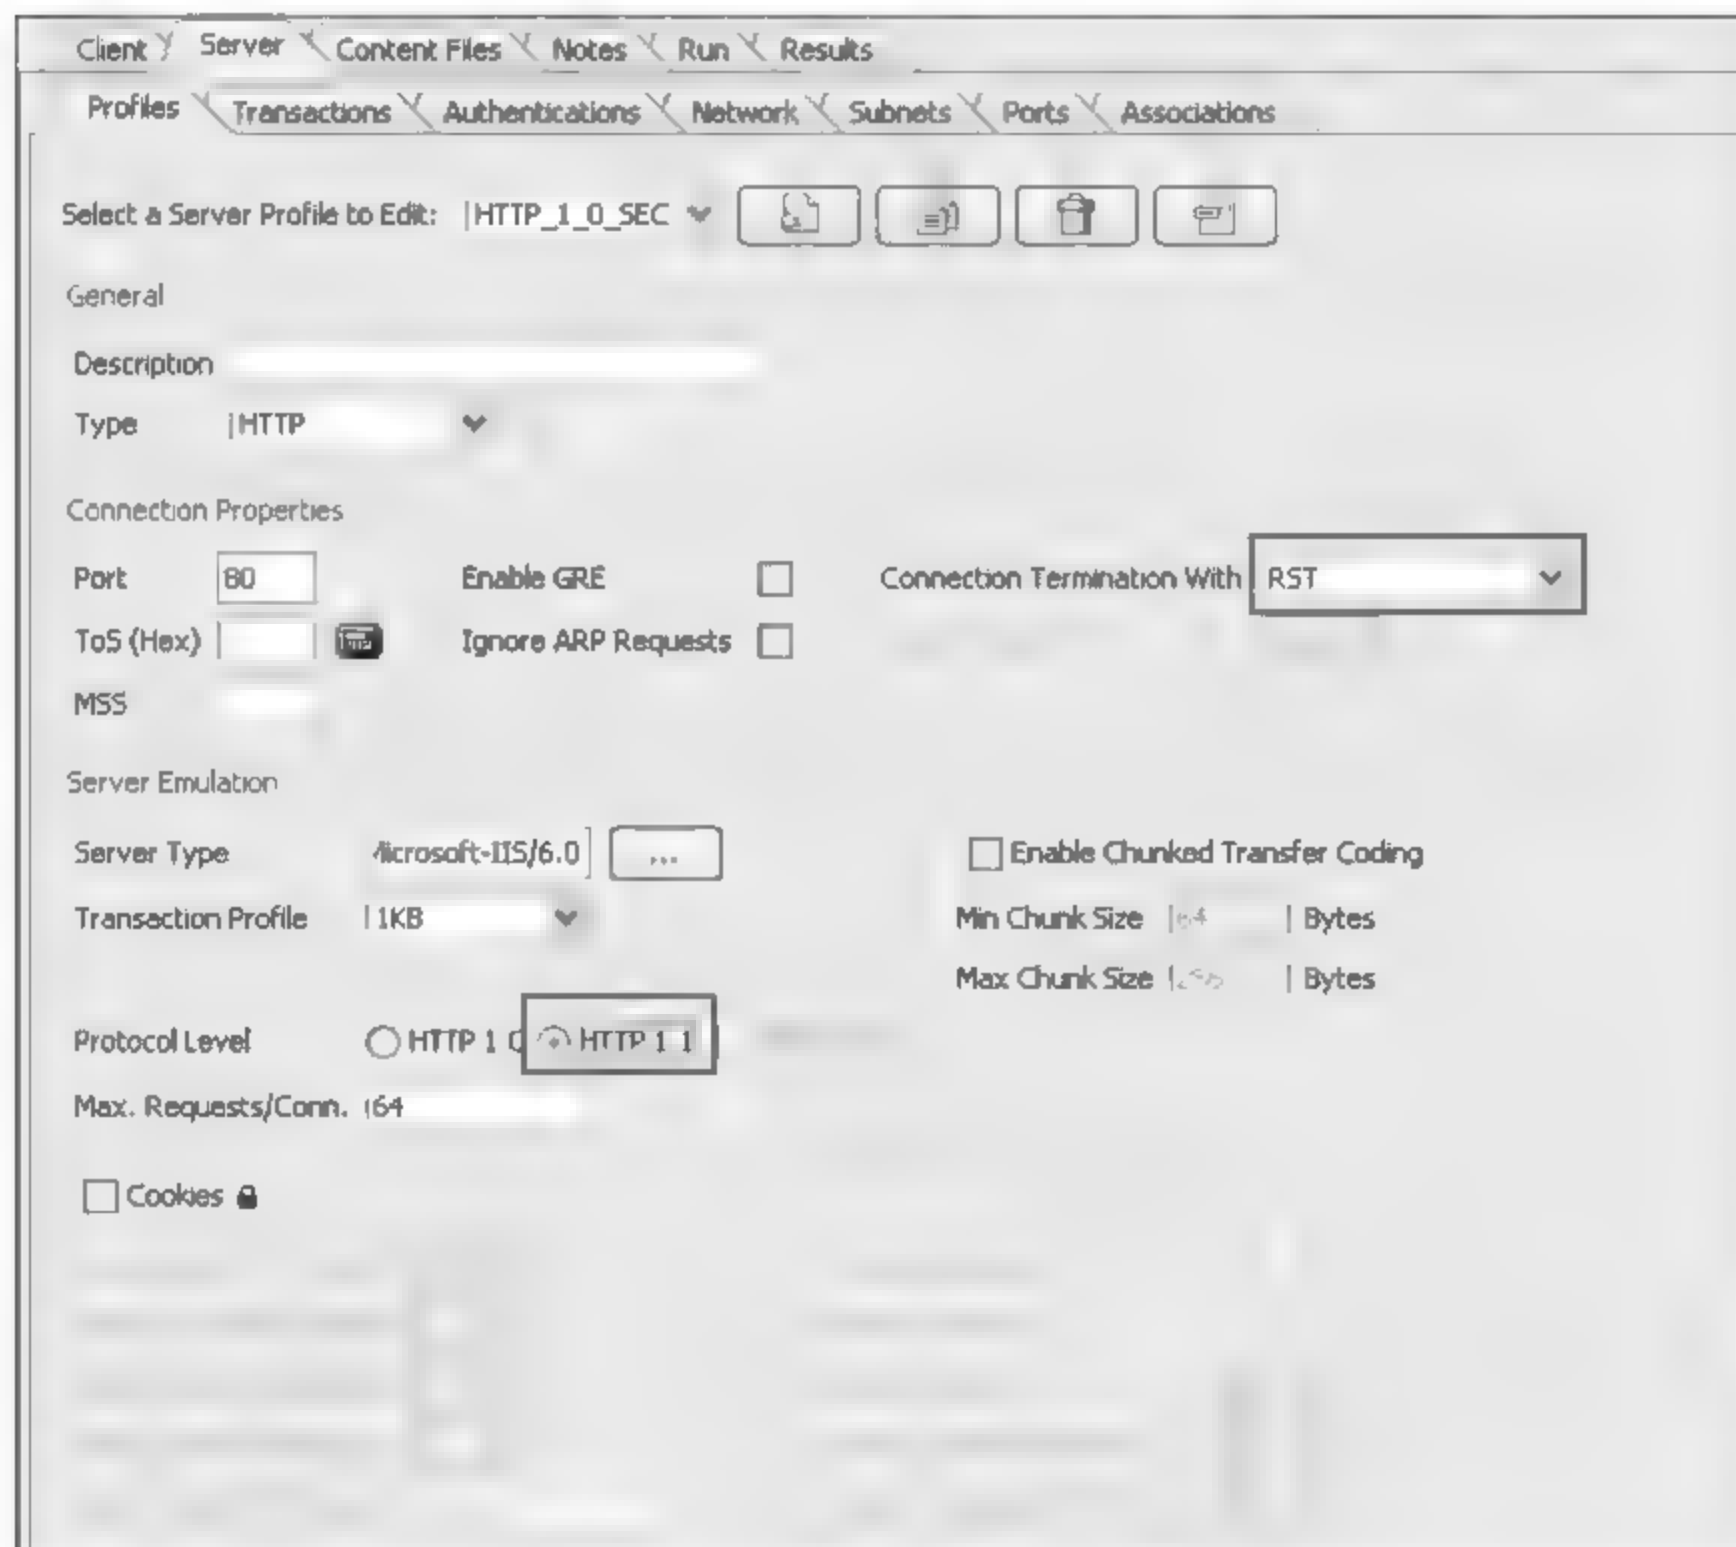 Client Server Content Files Notes Run Results
Profiles Transactions Authentications Network Subnets Ports Associations
Select a Server Profile to Edit: HTTP_1_0_SEC
General
Description
Type HTTP
Connection Properties
Port 80 Enable GRE Connection Termination With RST
ToS (Hex) Ignore ARP Requests
MSS
Server Emulation
Server Type Microsoft-IIS/6.0 ... Enable Chunked Transfer Coding
Transaction Profile 1KB Min Chunk Size 64 Bytes
Max Chunk Size Bytes
Protocol Level HTTP 1 0 HTTP 1 1
Max. Requests/Conn. 64
Cookies